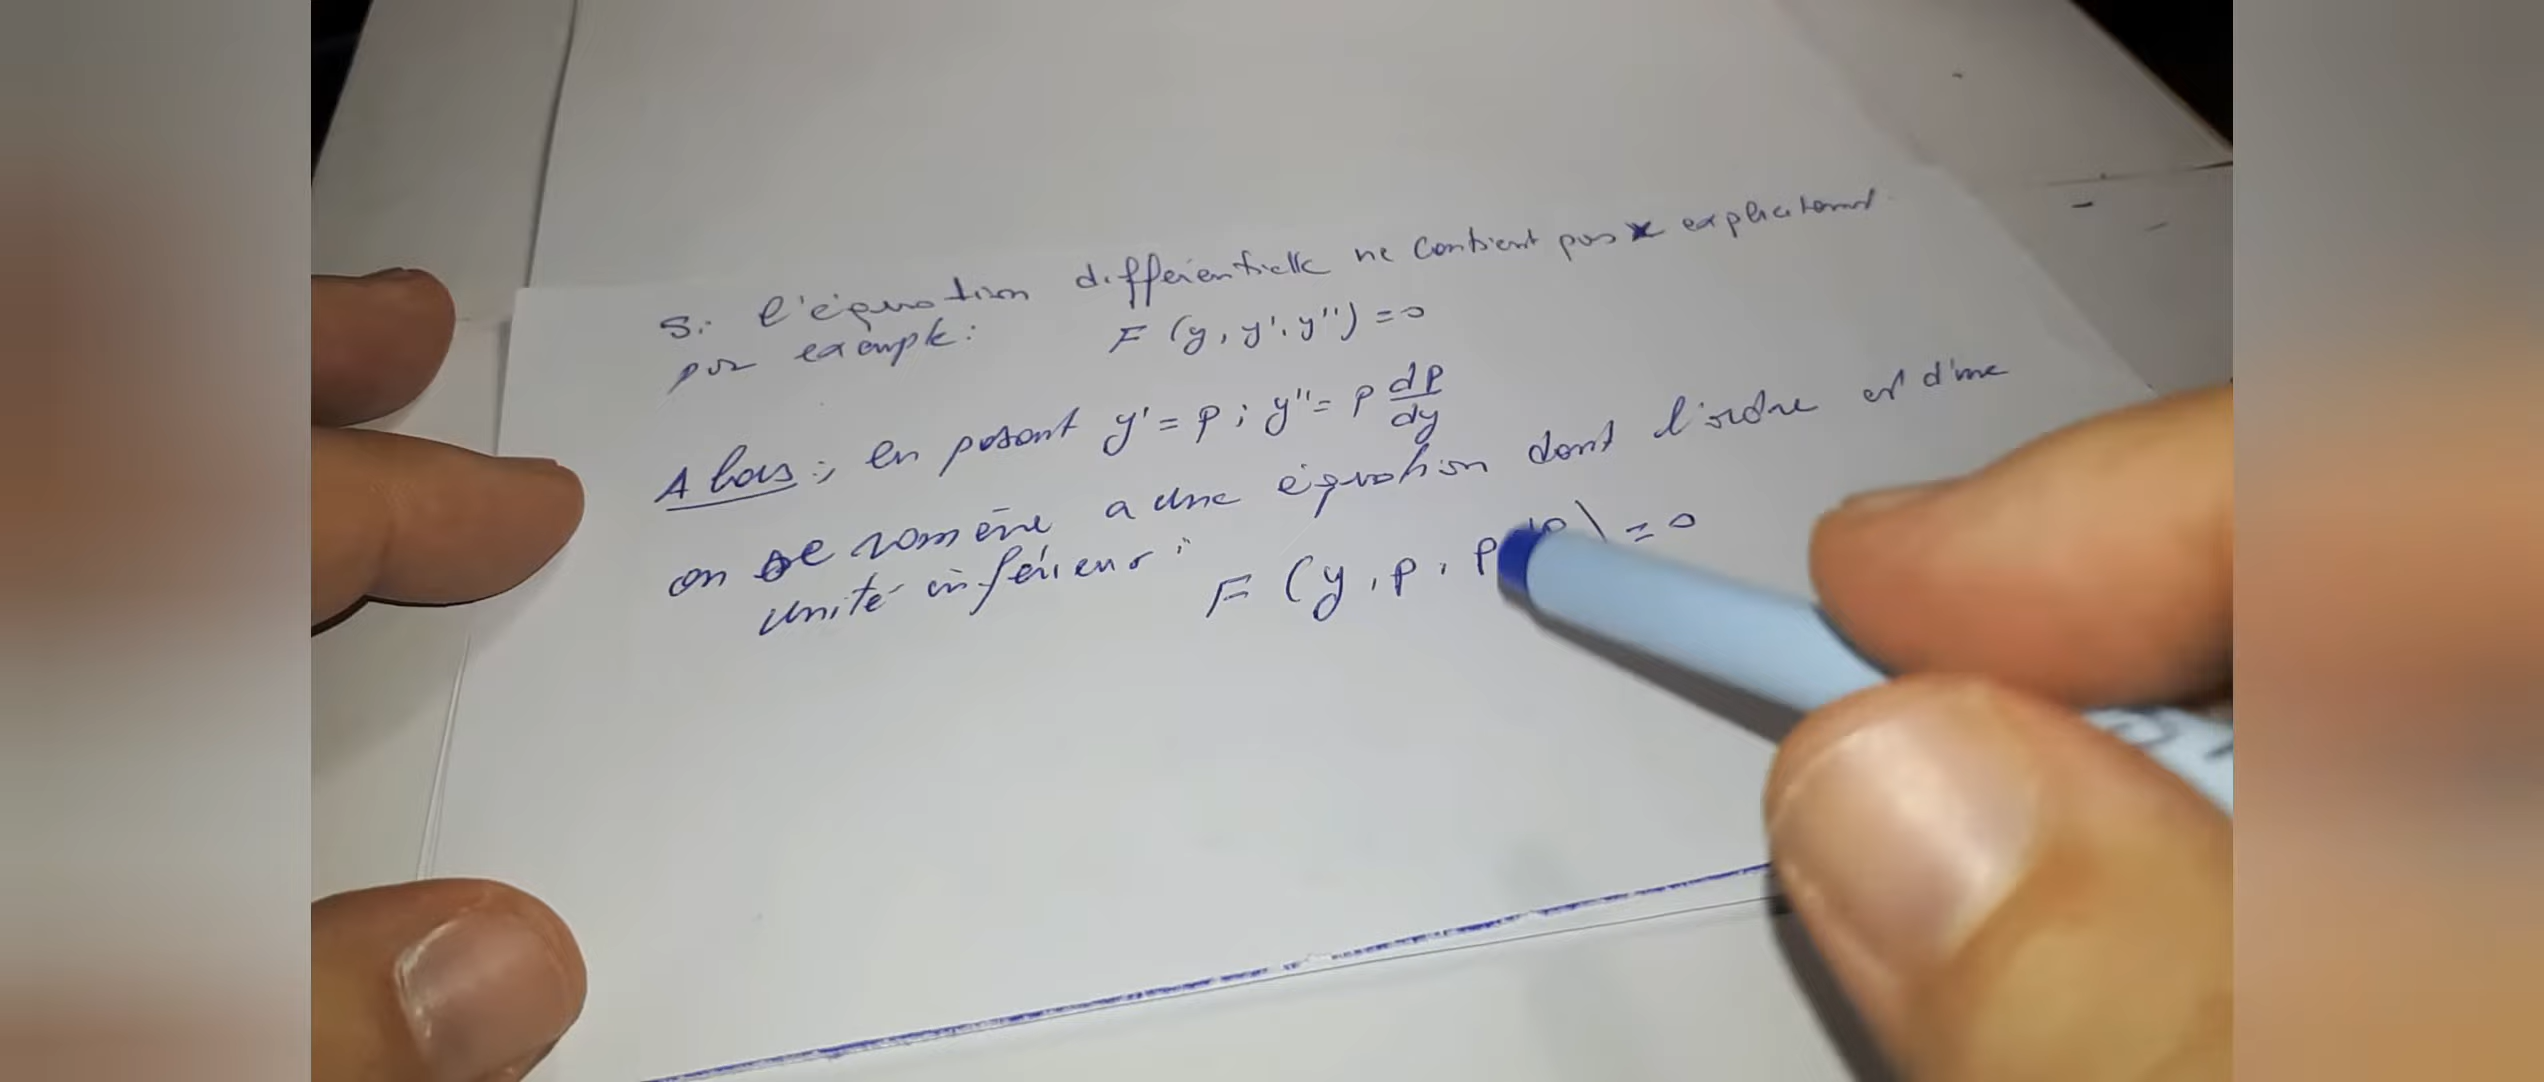 Si l'équation différentielle ne contient pas x explicitement
par exemple : F (y, y', y'') = 0
Alors ; en posant y' = p ; y'' = p dp/dy
on se ramène a une équation dont l'ordre est d'une
unité inférieur : F (y, p, p
) = 0